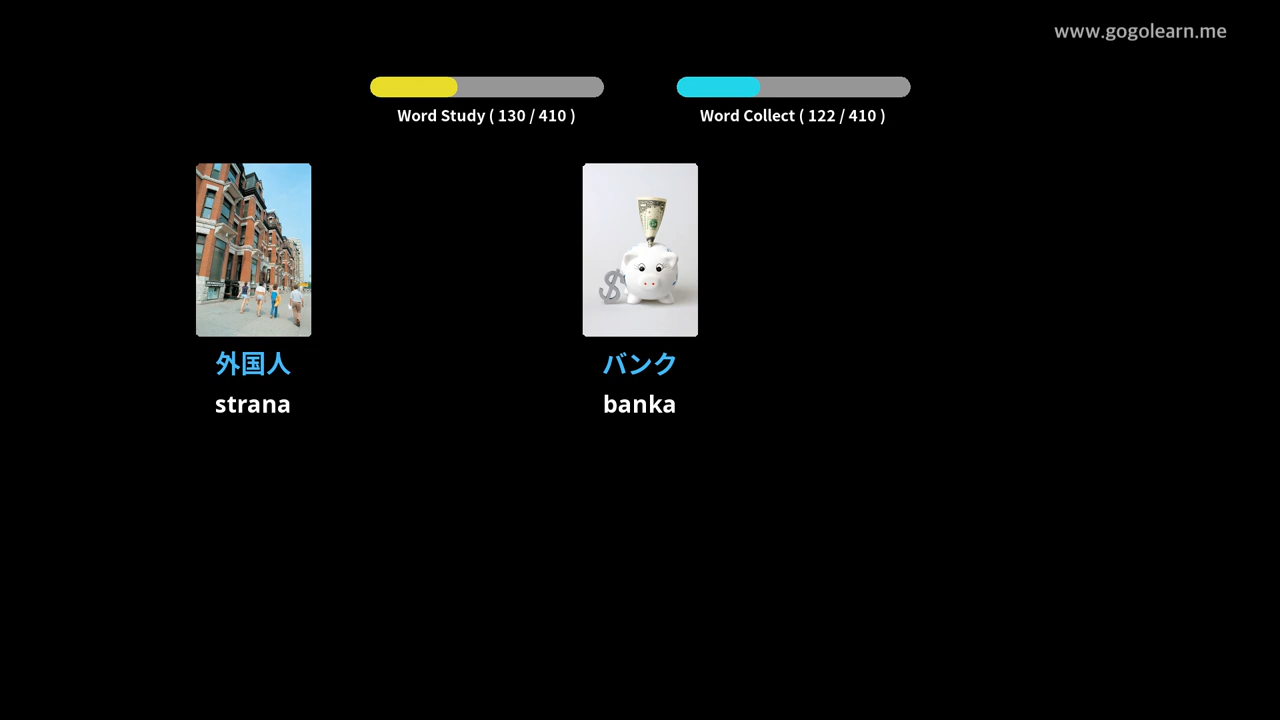 www.gogolearn.me
Word Study ( 130 / 410 )
Word Collect ( 122 / 410 )
外国人
strana
バンク
banka